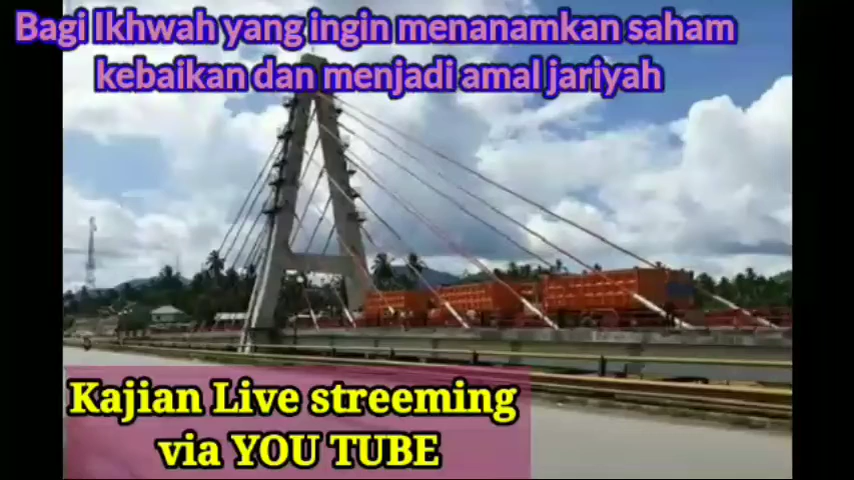 Bagi Ikhwah yang ingin menanamkan saham
kebaikan dan menjadi amal jariyah
Kajian Live streeming
via YOU TUBE